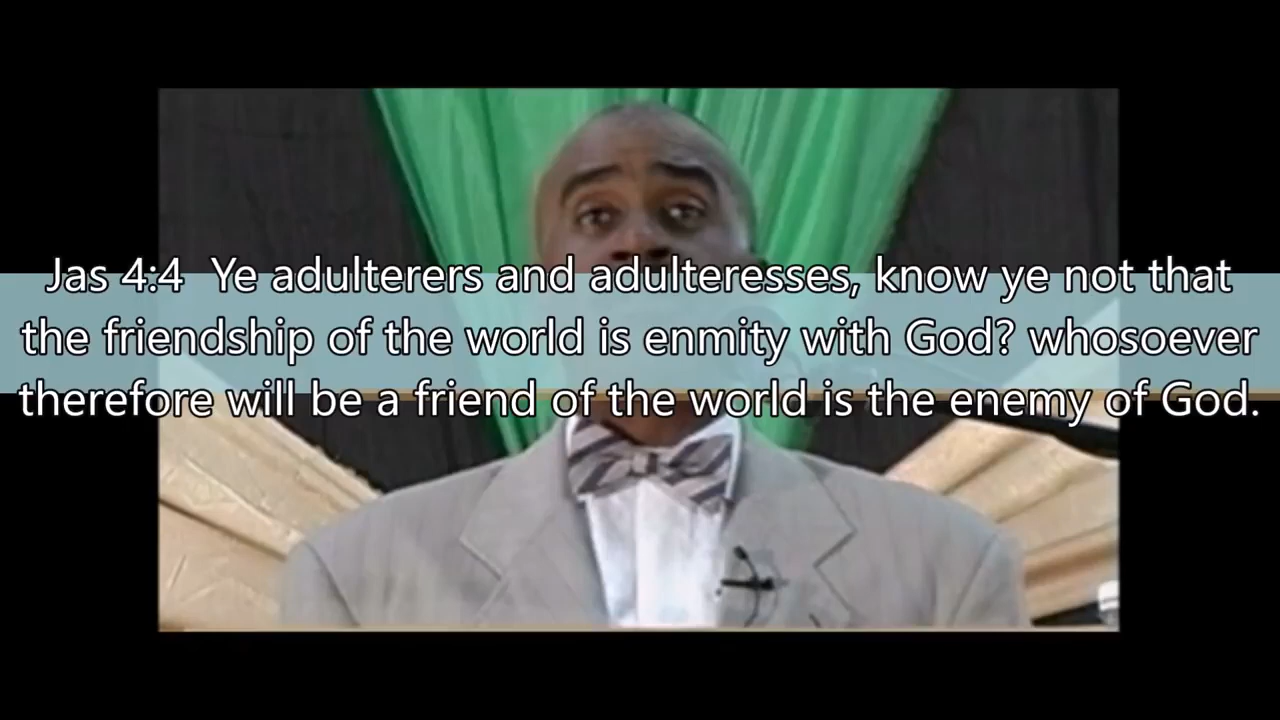 Jas 4:4  Ye adulterers and adulteresses, know ye not that
the friendship of the world is enmity with God? whosoever
therefore will be a friend of the world is the enemy of God.